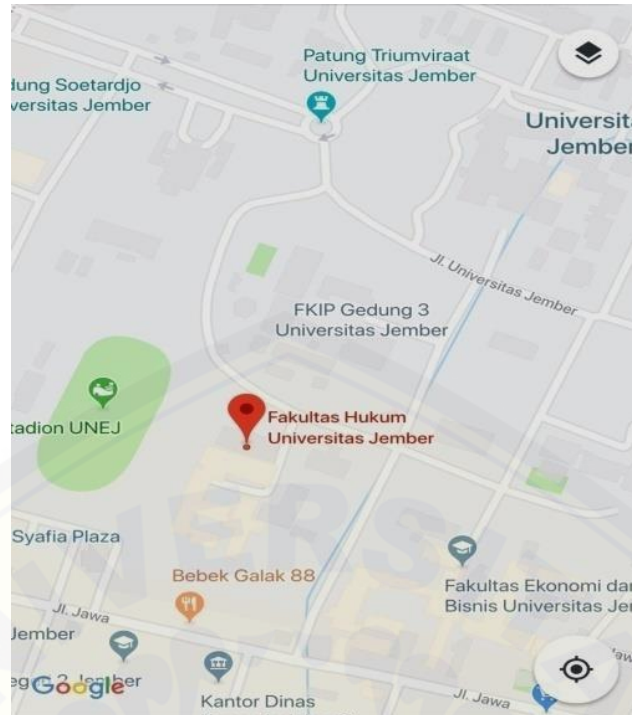 Patung Triumviraat
Universitas Jember
dung Soetardjo
versitas Jember
Universita
Jember
Jl. Universitas Jember
FKIP Gedung 3
Universitas Jember
tadion UNEJ
Fakultas Hukum
Universitas Jember
Syafia Plaza
Bebek Galak 88
Fakultas Ekonomi dan
Bisnis Universitas Je
Jl. Jawa
Jember
Google
Kantor Dinas
Jl. Jawa